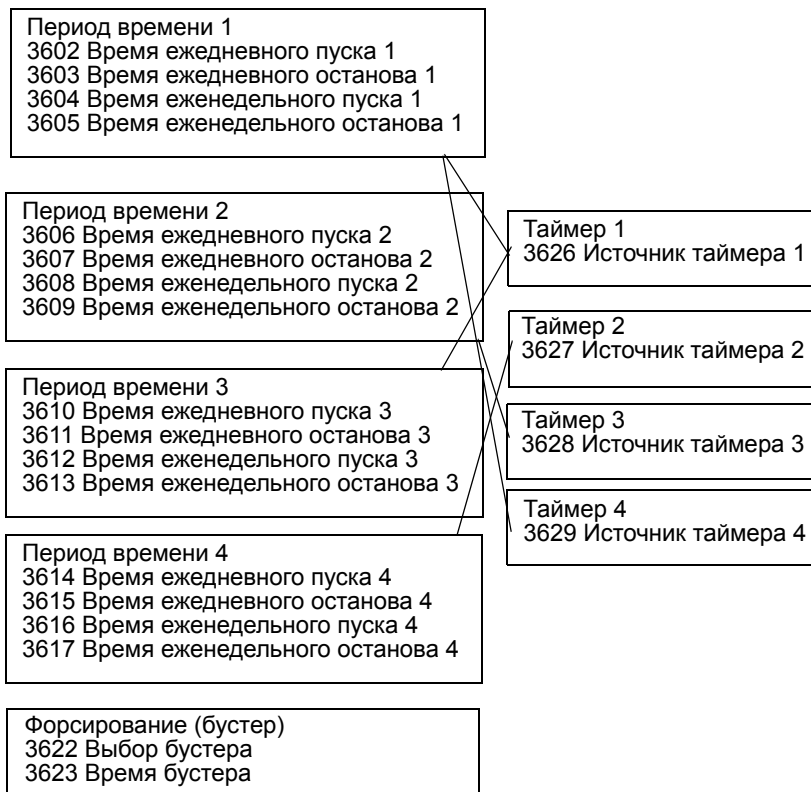 Период времени 1
3602 Время ежедневного пуска 1
3603 Время ежедневного останова 1
3604 Время еженедельного пуска 1
3605 Время еженедельного останова 1
Период времени 2
3606 Время ежедневного пуска 2
3607 Время ежедневного останова 2
3608 Время еженедельного пуска 2
3609 Время еженедельного останова 2
Период времени 3
3610 Время ежедневного пуска 3
3611 Время ежедневного останова 3
3612 Время еженедельного пуска 3
3613 Время еженедельного останова 3
Период времени 4
3614 Время ежедневного пуска 4
3615 Время ежедневного останова 4
3616 Время еженедельного пуска 4
3617 Время еженедельного останова 4
Форсирование (бустер)
3622 Выбор бустера
3623 Время бустера
Таймер 1
3626 Источник таймера 1
Таймер 2
3627 Источник таймера 2
Таймер 3
3628 Источник таймера 3
Таймер 4
3629 Источник таймера 4